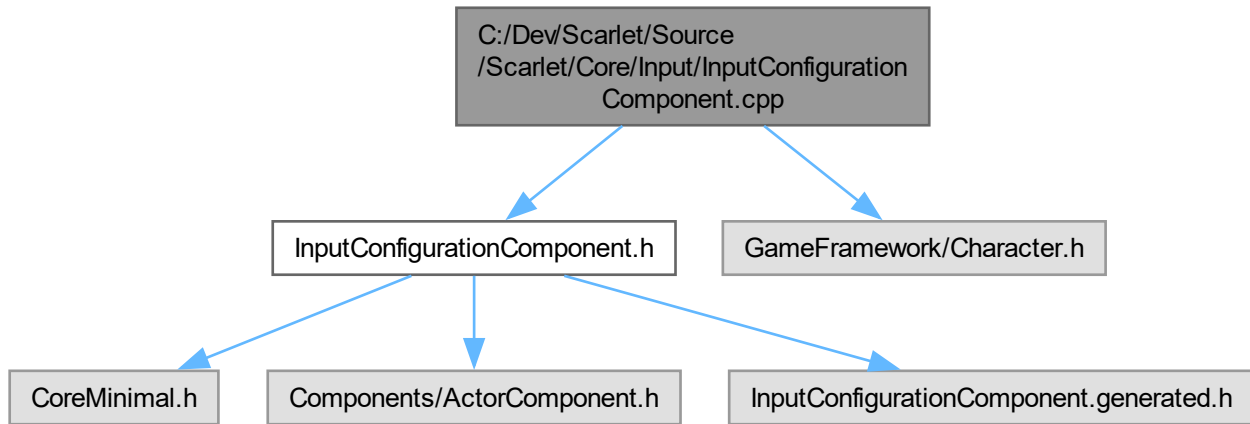 C:/Dev/Scarlet/Source
/Scarlet/Core/Input/InputConfiguration
Component.cpp
InputConfigurationComponent.h
GameFramework/Character.h
CoreMinimal.h
Components/ActorComponent.h
InputConfigurationComponent.generated.h